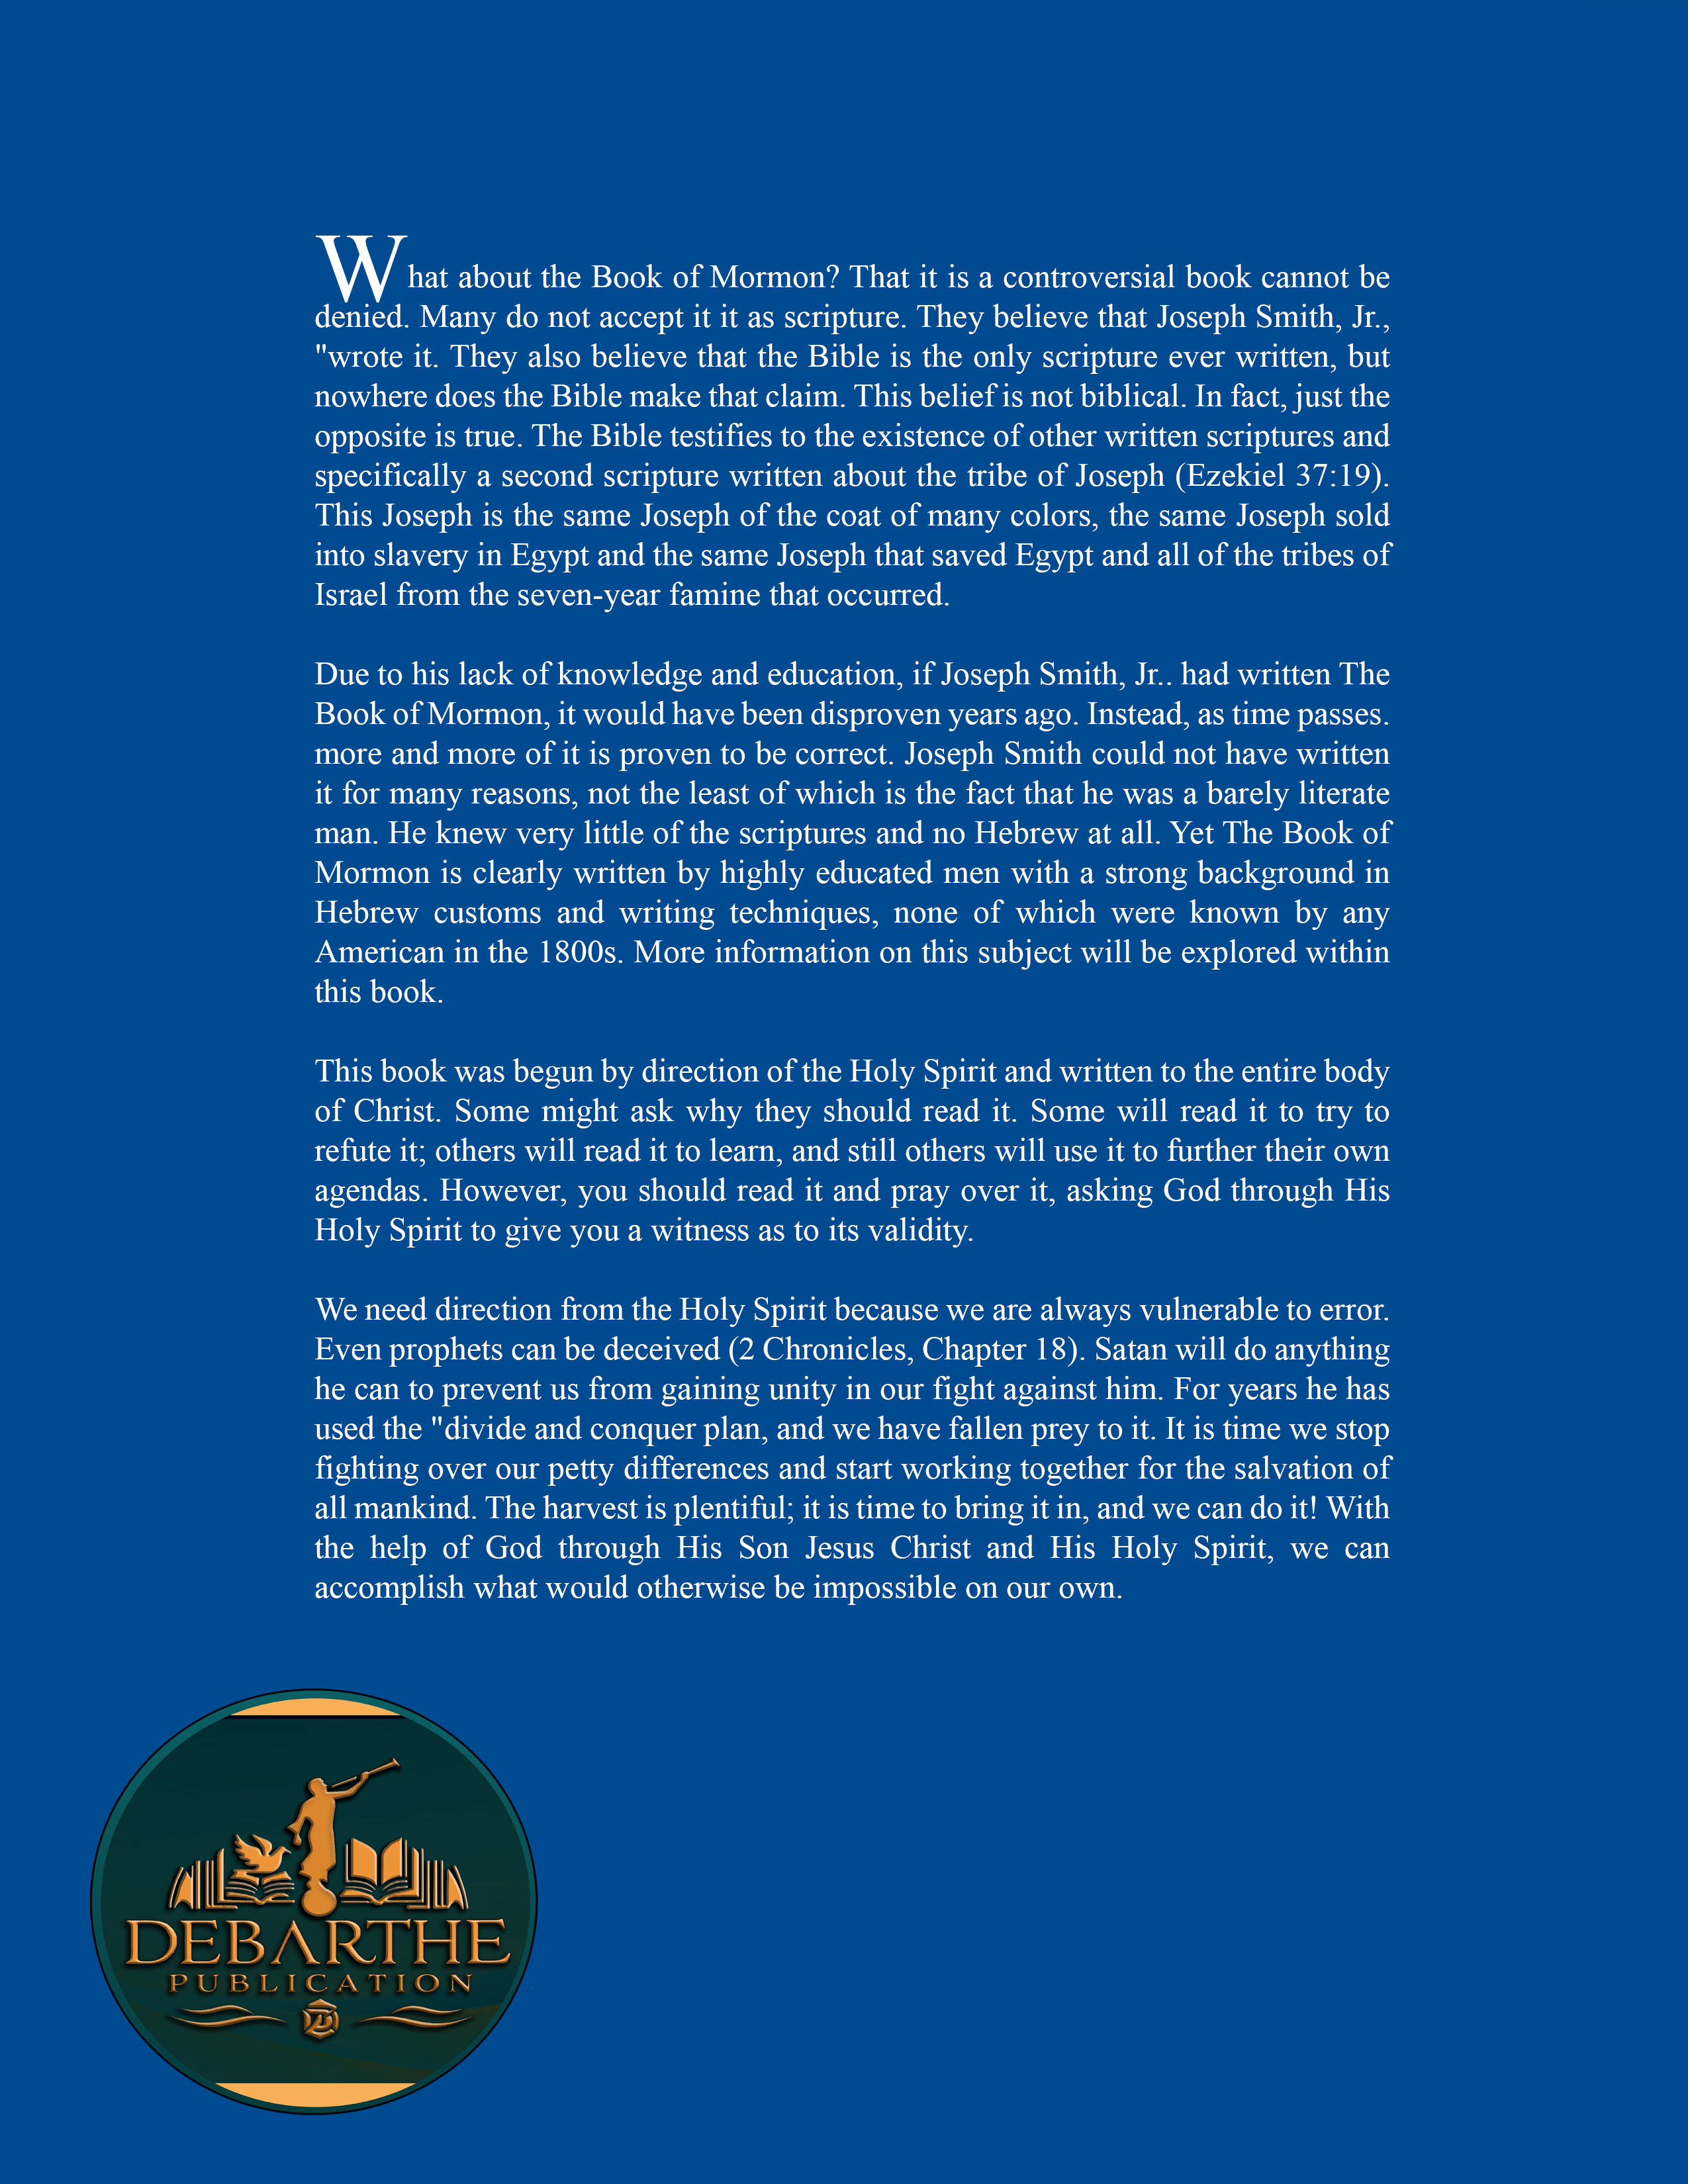 What about the Book of Mormon? That it is a controversial book cannot be
denied. Many do not accept it it as scripture. They believe that Joseph Smith, Jr.,
"wrote it. They also believe that the Bible is the only scripture ever written, but
nowhere does the Bible make that claim. This belief is not biblical. In fact, just the
opposite is true. The Bible testifies to the existence of other written scriptures and
specifically a second scripture written about the tribe of Joseph (Ezekiel 37:19).
This Joseph is the same Joseph of the coat of many colors, the same Joseph sold
into slavery in Egypt and the same Joseph that saved Egypt and all of the tribes of
Israel from the seven-year famine that occurred.
Due to his lack of knowledge and education, if Joseph Smith, Jr.. had written The
Book of Mormon, it would have been disproven years ago. Instead, as time passes.
more and more of it is proven to be correct. Joseph Smith could not have written
it for many reasons, not the least of which is the fact that he was a barely literate
man. He knew very little of the scriptures and no Hebrew at all. Yet The Book of
Mormon is clearly written by highly educated men with a strong background in
Hebrew customs and writing techniques, none of which were known by any
American in the 1800s. More information on this subject will be explored within
this book.
This book was begun by direction of the Holy Spirit and written to the entire body
of Christ. Some might ask why they should read it. Some will read it to try to
refute it; others will read it to learn, and still others will use it to further their own
agendas. However, you should read it and pray over it, asking God through His
Holy Spirit to give you a witness as to its validity.
We need direction from the Holy Spirit because we are always vulnerable to error.
Even prophets can be deceived (2 Chronicles, Chapter 18). Satan will do anything
he can to prevent us from gaining unity in our fight against him. For years he has
used the "divide and conquer plan, and we have fallen prey to it. It is time we stop
fighting over our petty differences and start working together for the salvation of
all mankind. The harvest is plentiful; it is time to bring it in, and we can do it! With
the help of God through His Son Jesus Christ and His Holy Spirit, we can
accomplish what would otherwise be impossible on our own.
DEBARTHE
PUBLICATION